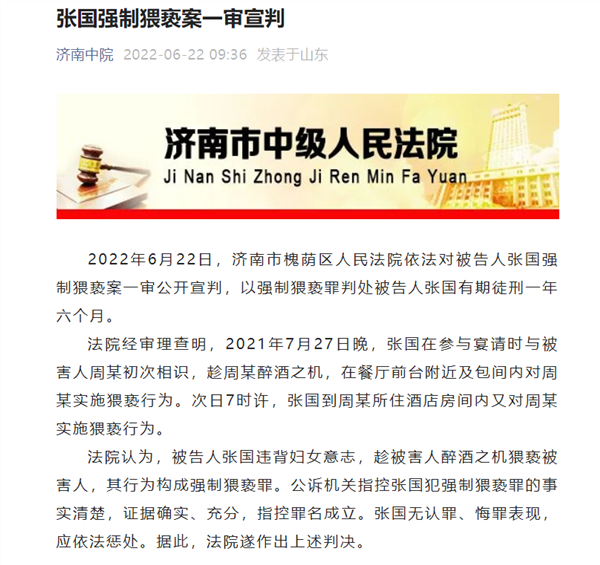 张国强制猥亵案一审宣判
济南中院 2022-06-22 09:36 发表于山东
济南市中级人民法院
Ji Nan Shi Zhong Ji Ren Min Fa Yuan
2022年6月22日，济南市槐荫区人民法院依法对被告人张国强
制猥亵案一审公开宣判，以强制猥亵罪判处被告人张国有期徒刑一年
六个月。
法院经审理查明，2021年7月27日晚，张国在参与宴请时与被
害人周某初次相识，趁周某醉酒之机，在餐厅前台附近及包间内对周
某实施猥亵行为。次日7时许，张国到周某所住酒店房间内又对周某
实施猥亵行为。
法院认为，被告人张国违背妇女意志，趁被害人醉酒之机猥亵被
害人，其行为构成强制猥亵罪。公诉机关指控张国犯强制猥亵罪的事
实清楚，证据确实、充分，指控罪名成立。张国无认罪、悔罪表现，
应依法惩处。据此，法院遂作出上述判决。